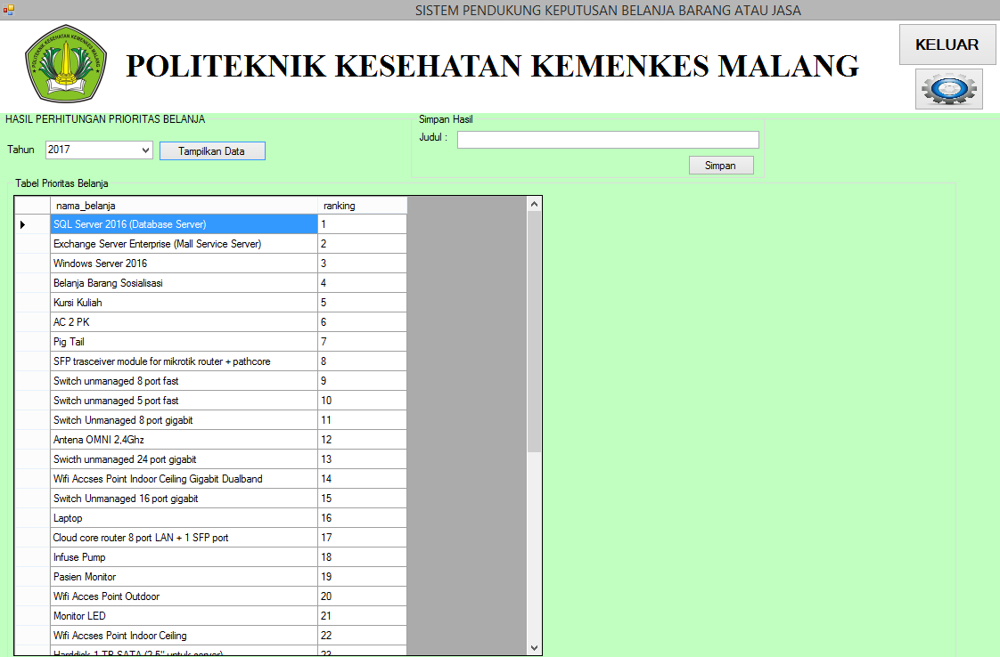 SISTEM PENDUKUNG KEPUTUSAN BELANJA BARANG ATAU JASA
POLITEKNIK KESEHATAN KEMENKES MALANG
POLITEKNIK KESEHATAN KEMENKES MALANG
KELUAR
HASIL PERHITUNGAN PRIORITAS BELANJA
Simpan Hasil
Judul :
Tahun 2017 Tampilkan Data
Simpan
Tabel Prioritas Belanja
nama_belanja ranking
SQL Server 2016 (Database Server) 1
Exchange Server Enterprise (Mall Service Server) 2
Windows Server 2016 3
Belanja Barang Sosialisasi 4
Kursi Kuliah 5
AC 2 PK 6
Pig Tail 7
SFP trasceiver module for mikrotik router + pathcore 8
Switch unmanaged 8 port fast 9
Switch unmanaged 5 port fast 10
Switch Unmanaged 8 port gigabit 11
Antena OMNI 2,4Ghz 12
Swicth unmanaged 24 port gigabit 13
Wifi Accses Point Indoor Ceiling Gigabit Dualband 14
Switch Unmanaged 16 port gigabit 15
Laptop 16
Cloud core router 8 port LAN + 1 SFP port 17
Infuse Pump 18
Pasien Monitor 19
Wifi Acces Point Outdoor 20
Monitor LED 21
Wifi Accses Point Indoor Ceiling 22
Harddisk 1 TB SATA (2,5" untuk server) 23